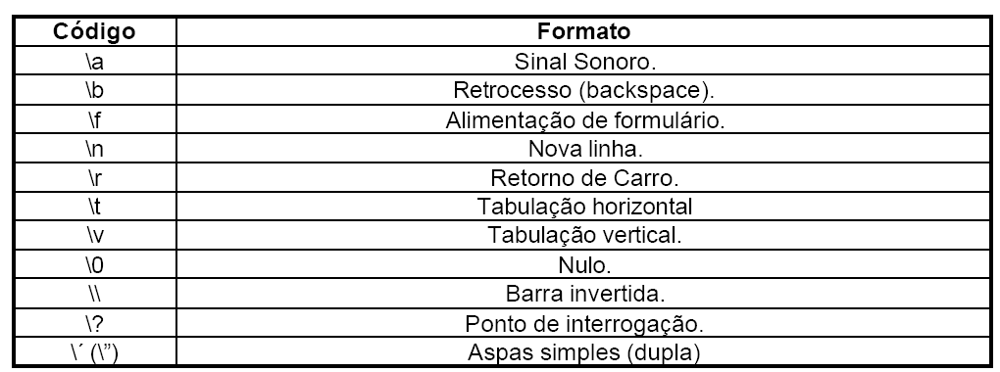 Código Formato
\a Sinal Sonoro.
\b Retrocesso (backspace).
\f Alimentação de formulário.
\n Nova linha.
\r Retorno de Carro.
\t Tabulação horizontal
\v Tabulação vertical.
\0 Nulo.
\\ Barra invertida.
\? Ponto de interrogação.
\´ (\”) Aspas simples (dupla)